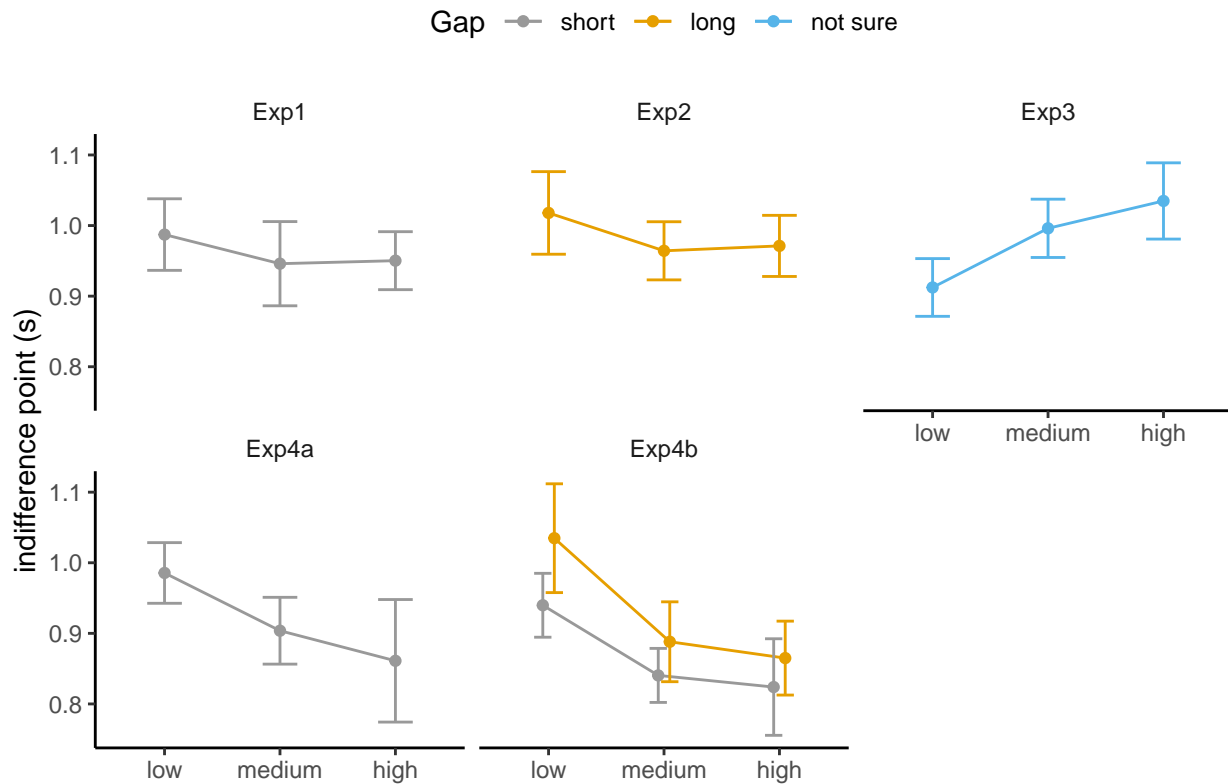 Gap short long not sure
Exp1 Exp2 Exp3
1.1
1.0
0.9
0.8
low medium high
indifference point (s)
Exp4a Exp4b
1.1
1.0
0.9
0.8
low medium high low medium high